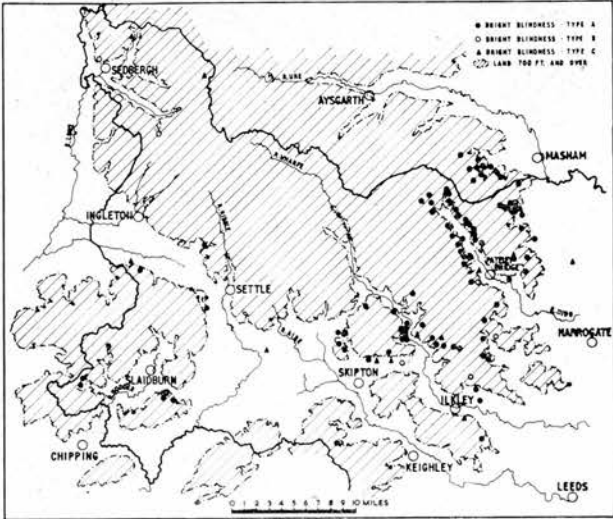 BRIGHT BLINDNESS - TYPE A
BRIGHT BLINDNESS - TYPE B
BRIGHT BLINDNESS - TYPE C
LAND 700 FT. AND OVER
SEDBERGH
R. URE
AYSGARTH
MASHAM
R. LUNE
R. WHARFE
INGLETON
R. RIBBLE
PATELEY
BRIDGE
SETTLE
R. NIDD
HARROGATE
R. AIRE
SLAIDBURN
SKIPTON
ILKLEY
CHIPPING
KEIGHLEY
LEEDS
0 1 2 3 4 5 6 7 8 9 10 MILES